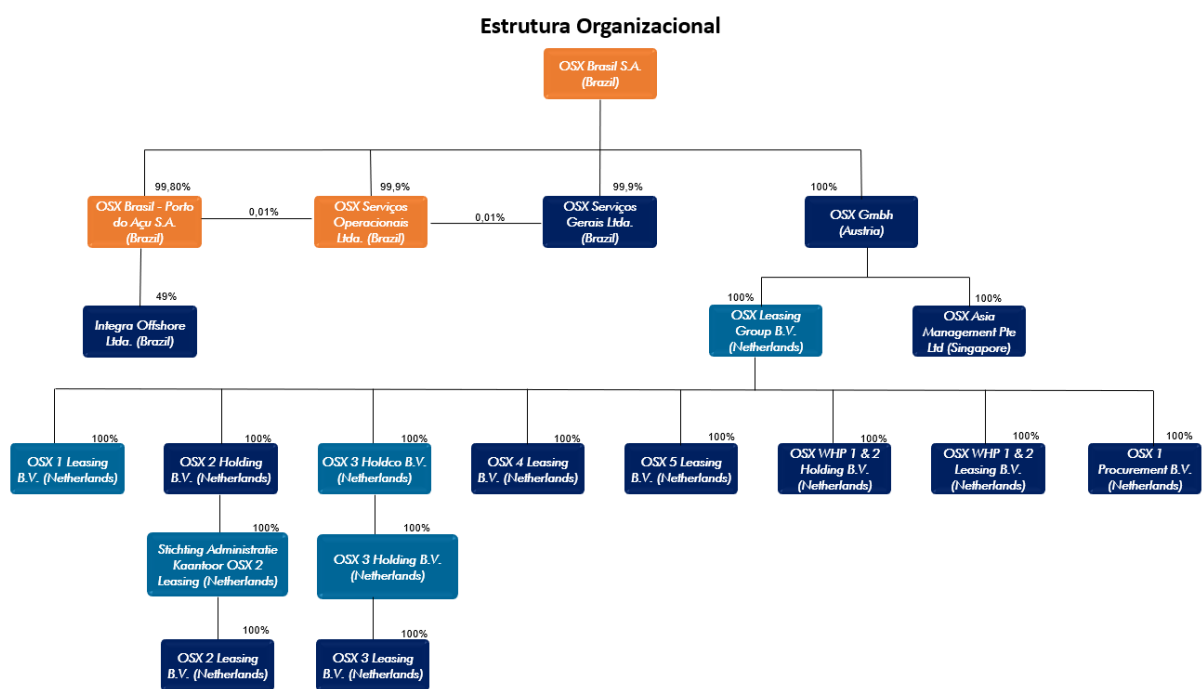 Estrutura Organizacional
OSX Brasil S.A.
(Brazil)
99,80%
99,9%
99,9%
100%
OSX Brasil - Porto
do Açu S.A.
(Brazil)
0,01%
OSX Serviços
Operacionais
Ltda. (Brazil)
0,01%
OSX Serviços
Gerais Ltda.
(Brazil)
OSX Gmbh
(Austria)
49%
100%
100%
Integra Offshore
Ltda. (Brazil)
OSX Leasing
Group B.V.
(Netherlands)
OSX Asia
Management Pte
Ltd (Singapore)
100%
100%
100%
100%
100%
100%
100%
100%
OSX 1 Leasing
B.V. (Netherlands)
OSX 2 Holding
B.V. (Netherlands)
OSX 3 Holdco B.V.
(Netherlands)
OSX 4 Leasing
B.V. (Netherlands)
OSX 5 Leasing
B.V. (Netherlands)
OSX WHP 1 & 2
Holding B.V.
(Netherlands)
OSX WHP 1 & 2
Leasing B.V.
(Netherlands)
OSX 1
Procurement B.V.
(Netherlands)
100%
100%
Stichting Administratie
Kaantoor OSX 2
Leasing (Netherlands)
OSX 3 Holding B.V.
(Netherlands)
100%
100%
OSX 2 Leasing
B.V. (Netherlands)
OSX 3 Leasing
B.V. (Netherlands)